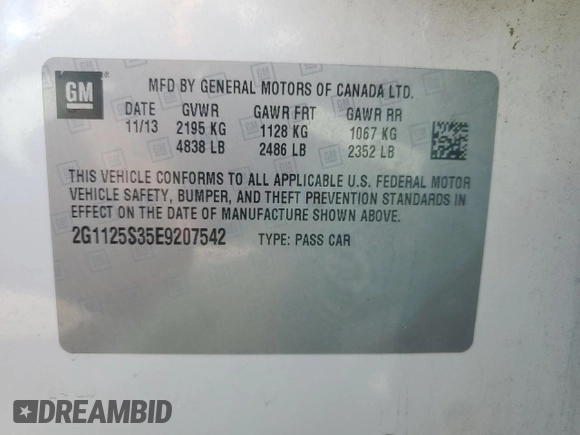 GM
MFD BY GENERAL MOTORS OF CANADA LTD.
DATE GVWR GAWR FRT GAWR RR
11/13 2195 KG 1128 KG 1067 KG
4838 LB 2486 LB 2352 LB
THIS VEHICLE CONFORMS TO ALL APPLICABLE U.S. FEDERAL MOTOR
VEHICLE SAFETY, BUMPER, AND THEFT PREVENTION STANDARDS IN
EFFECT ON THE DATE OF MANUFACTURE SHOWN ABOVE.
2G1125S35E9207542 TYPE: PASS CAR
DREAMBID